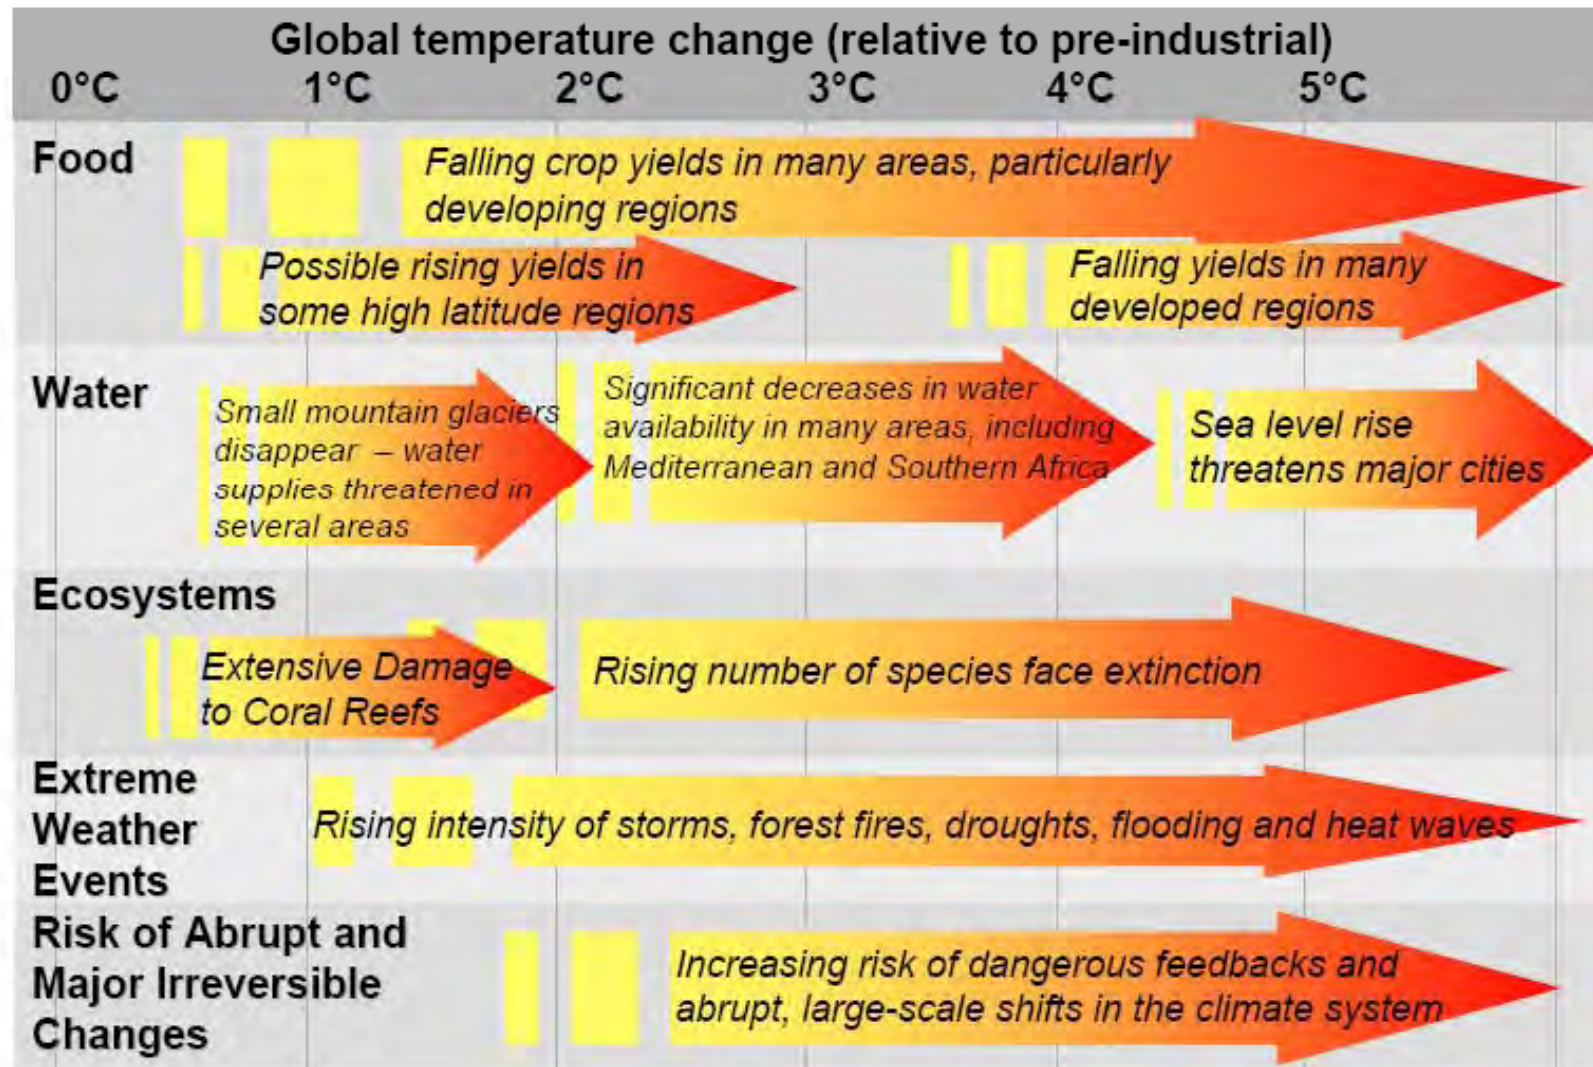 Global temperature change (relative to pre-industrial)
0°C 1°C 2°C 3°C 4°C 5°C
Food
Falling crop yields in many areas, particularly
developing regions
Possible rising yields in
some high latitude regions
Falling yields in many
developed regions
Water
Small mountain glaciers
disappear – water
supplies threatened in
several areas
Significant decreases in water
availability in many areas, including
Mediterranean and Southern Africa
Sea level rise
threatens major cities
Ecosystems
Extensive Damage
to Coral Reefs
Rising number of species face extinction
Extreme
Weather
Events
Rising intensity of storms, forest fires, droughts, flooding and heat waves
Risk of Abrupt and
Major Irreversible
Changes
Increasing risk of dangerous feedbacks and
abrupt, large-scale shifts in the climate system